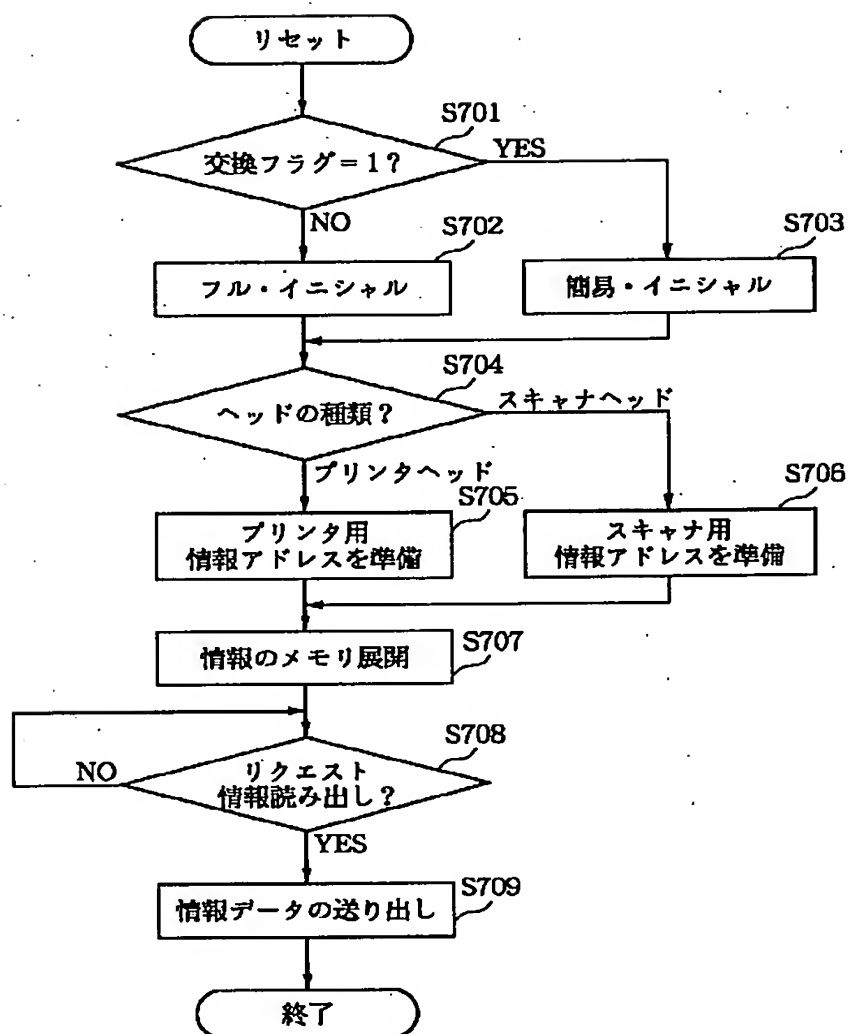 リセット
S701
交換フラグ=1?
YES
NO
S702
S703
フル・イニシャル
簡易・イニシャル
S704
ヘッドの種類?
スキャナヘッド
プリンタヘッド
S705
S706
プリンタ用
情報アドレスを準備
スキャナ用
情報アドレスを準備
S707
情報のメモリ展開
S708
NO
リクエスト
情報読み出し?
YES
S709
情報データの送り出し
終了